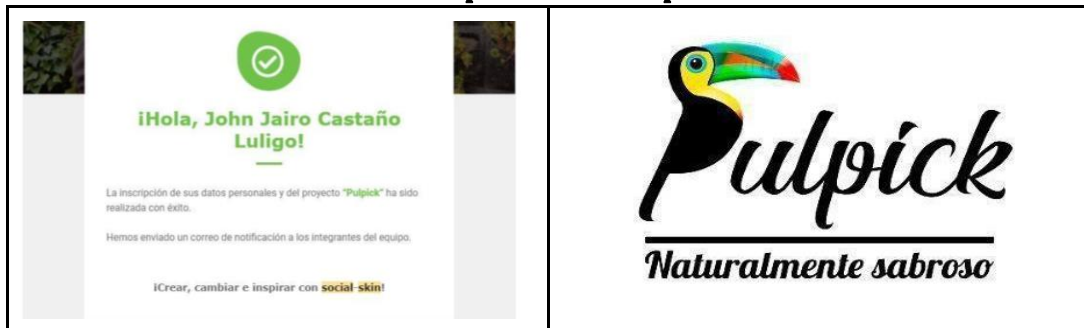 ¡Hola, John Jairo Castaño
Luligo!
La inscripción de sus datos personales y del proyecto "Pulpick" ha sido
realizada con éxito.
Hemos enviado un correo de notificación a los integrantes del equipo.
¡Crear, cambiar e inspirar con social-skin!
Pulpick
Naturalmente sabroso